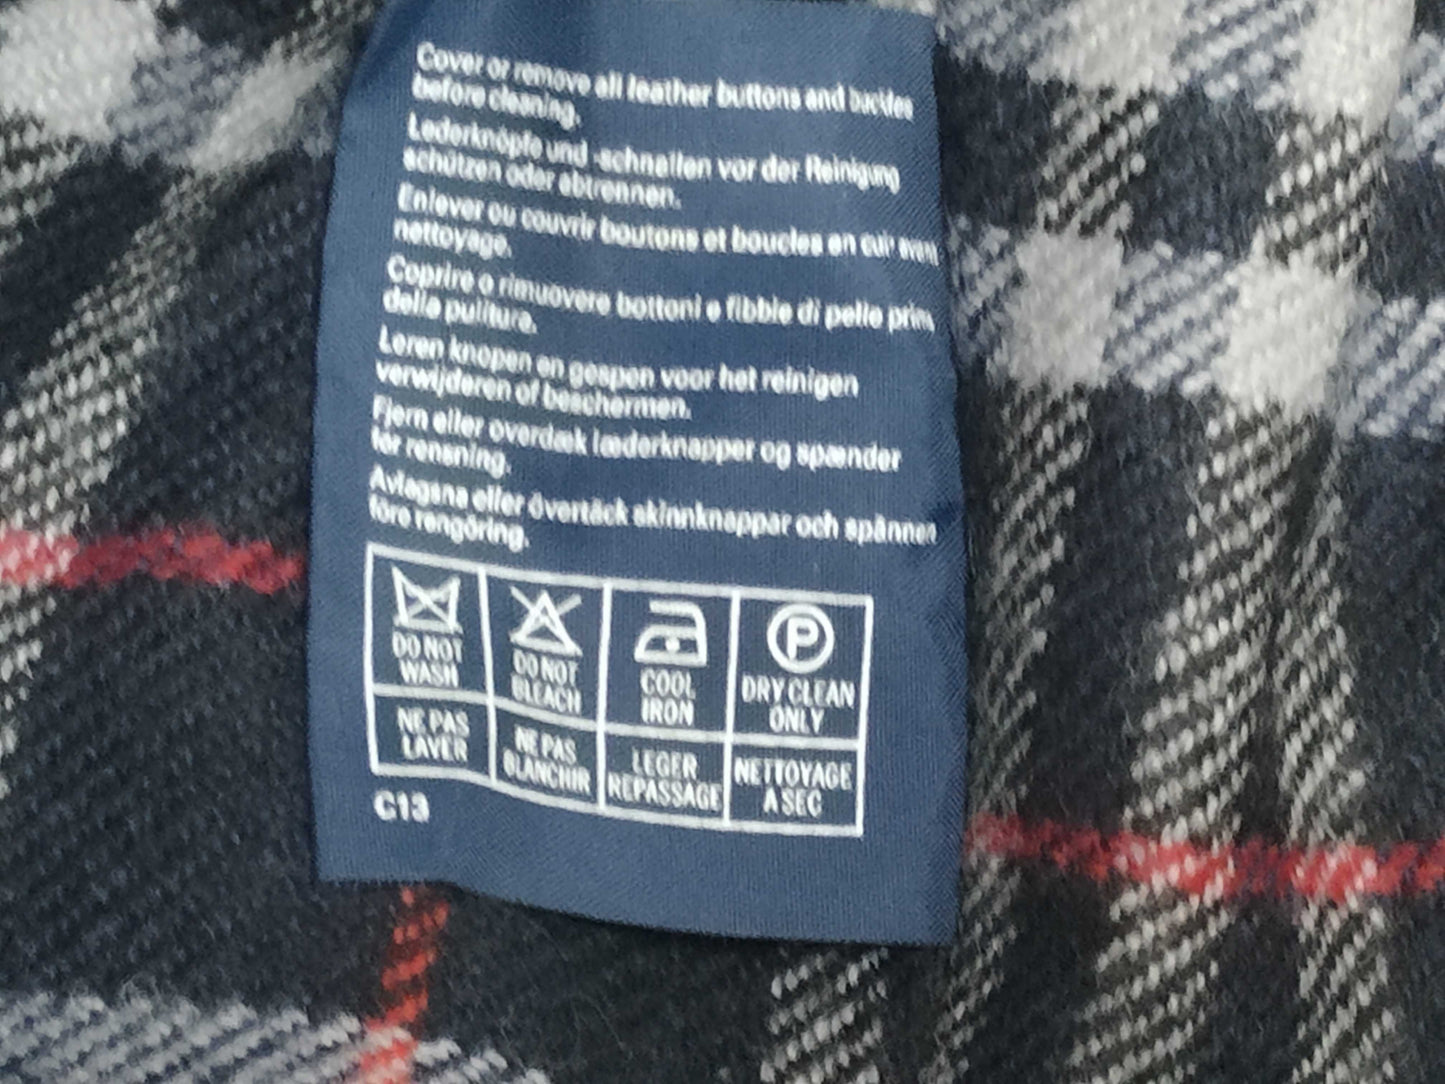 Cover or remove all leather buttons and buckles
before cleaning.
Lederknöpfe und -schnallen vor der Reinigung
schützen oder abtrennen.
Enlever ou couvrir boutons et boucles en cuir avant
nettoyage.
Coprire o rimuovere bottoni e fibbie di pelle prim
della pulitura.
Leren knopen en gespen voor het reinigen
verwijderen of beschermen.
Fjern eller overdæk læderknapper og spænder
før rensning.
Avlagsna eller övertäck skinnknappar och spännen
före rengöring.
DO NOT
WASH
DO NOT
BLEACH
COOL
IRON
P
DRY CLEAN
ONLY
NE PAS
LAVER
NE PAS
BLANCHIR
LEGER
REPASSAGE
NETTOYAGE
A SEC
C13